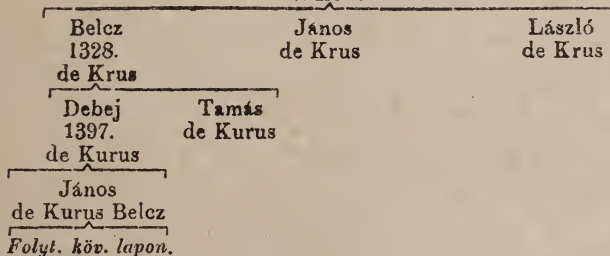 Belcz János László
1328. de Krus de Krus
de Krus
Debej Tamás
1397. de Kurus
de Kurus
János
de Kurus Belcz
Folyt. köv. lapon.